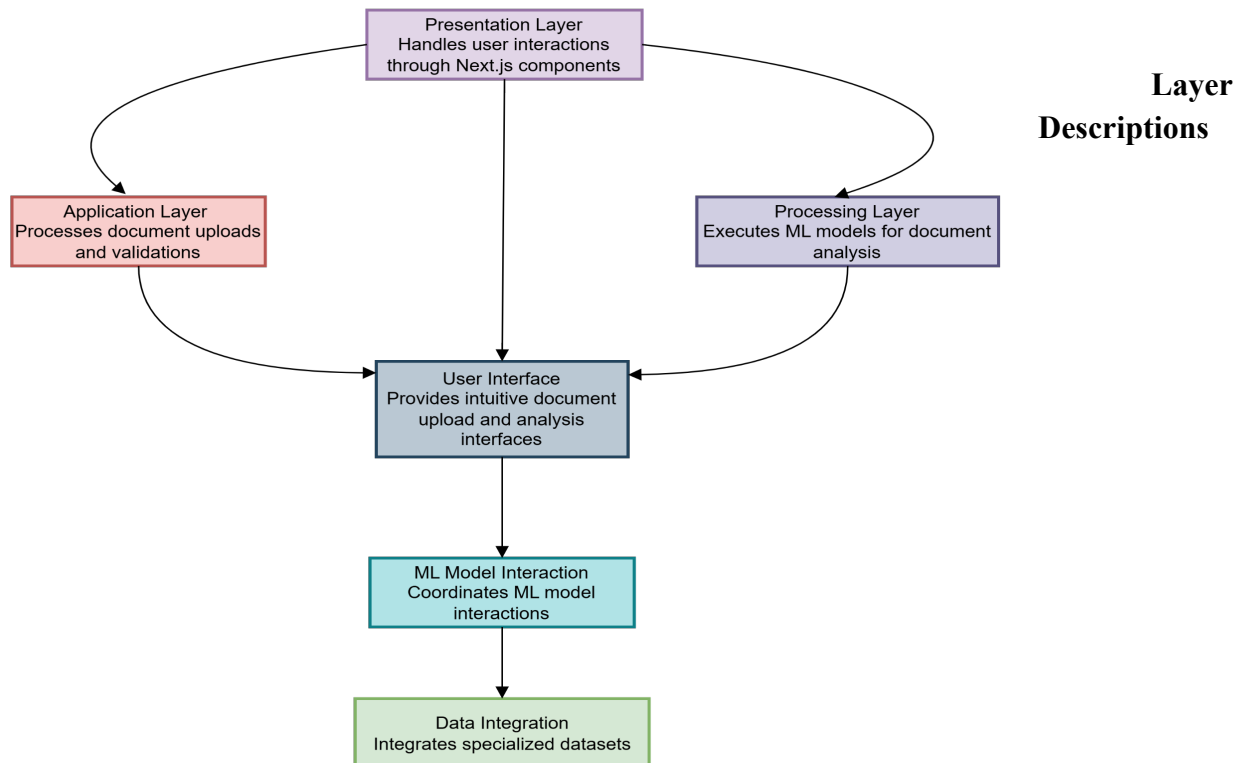 Presentation Layer
Handles user interactions
through Next.js components
Layer
Descriptions
Application Layer
Processes document uploads
and validations
Processing Layer
Executes ML models for document
analysis
User Interface
Provides intuitive document
upload and analysis
interfaces
ML Model Interaction
Coordinates ML model
interactions
Data Integration
Integrates specialized datasets